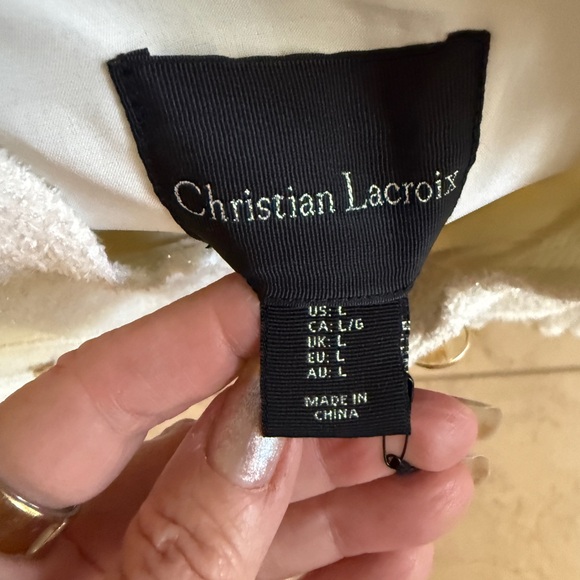 Christian Lacroix
US: L
CA: L/G
UK: L
EU: L
AU: L
MADE IN
CHINA